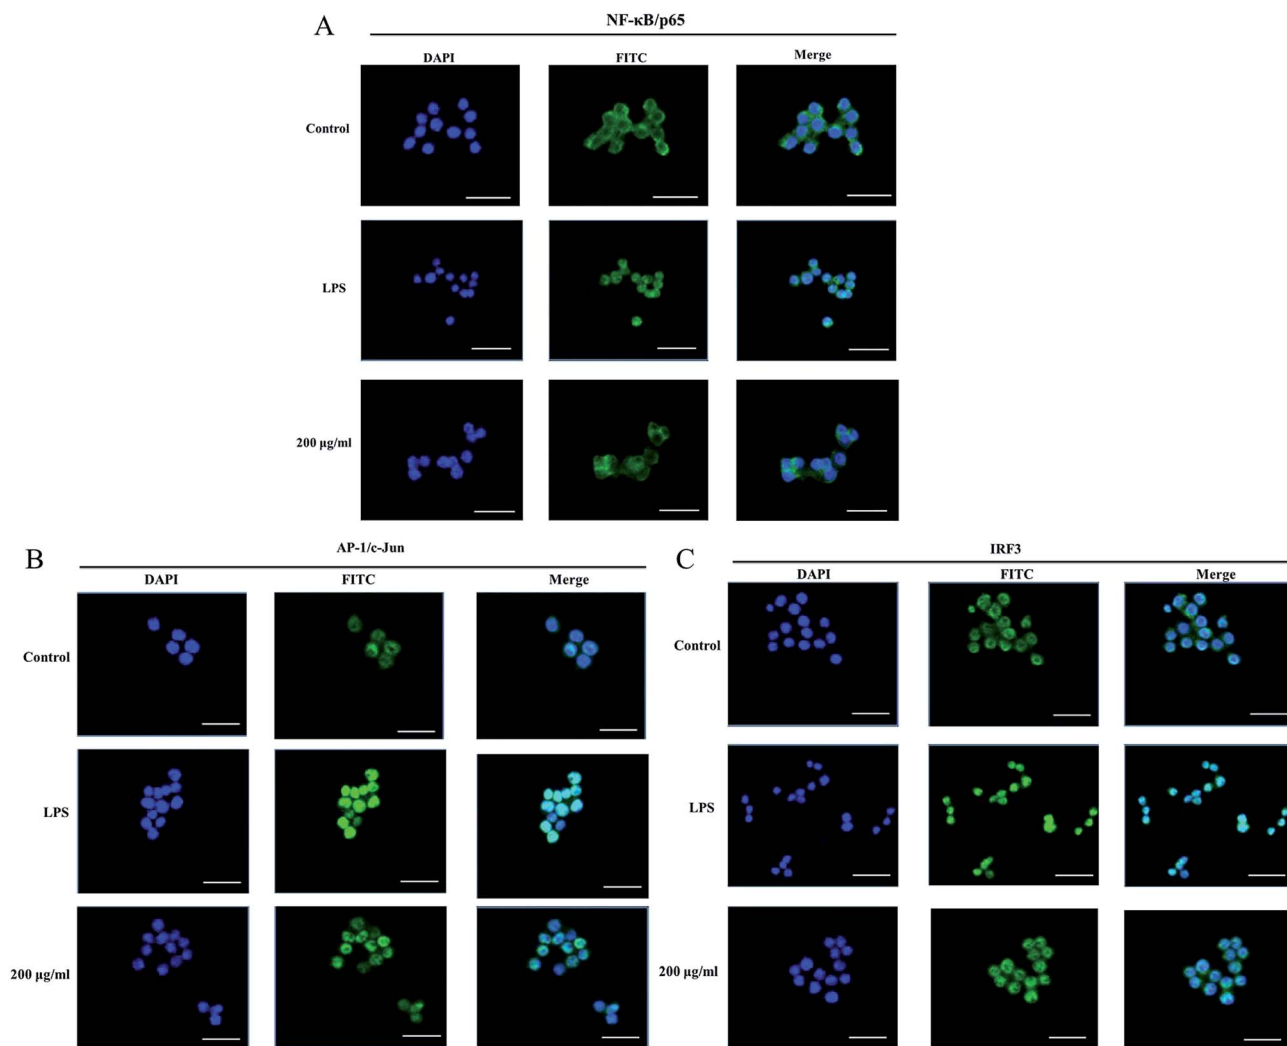 A
NF-κB/p65
DAPI FITC Merge
Control
LPS
200 μg/ml
B
AP-1/c-Jun
DAPI FITC Merge
Control
LPS
200 μg/ml
C
IRF3
DAPI FITC Merge
Control
LPS
200 μg/ml